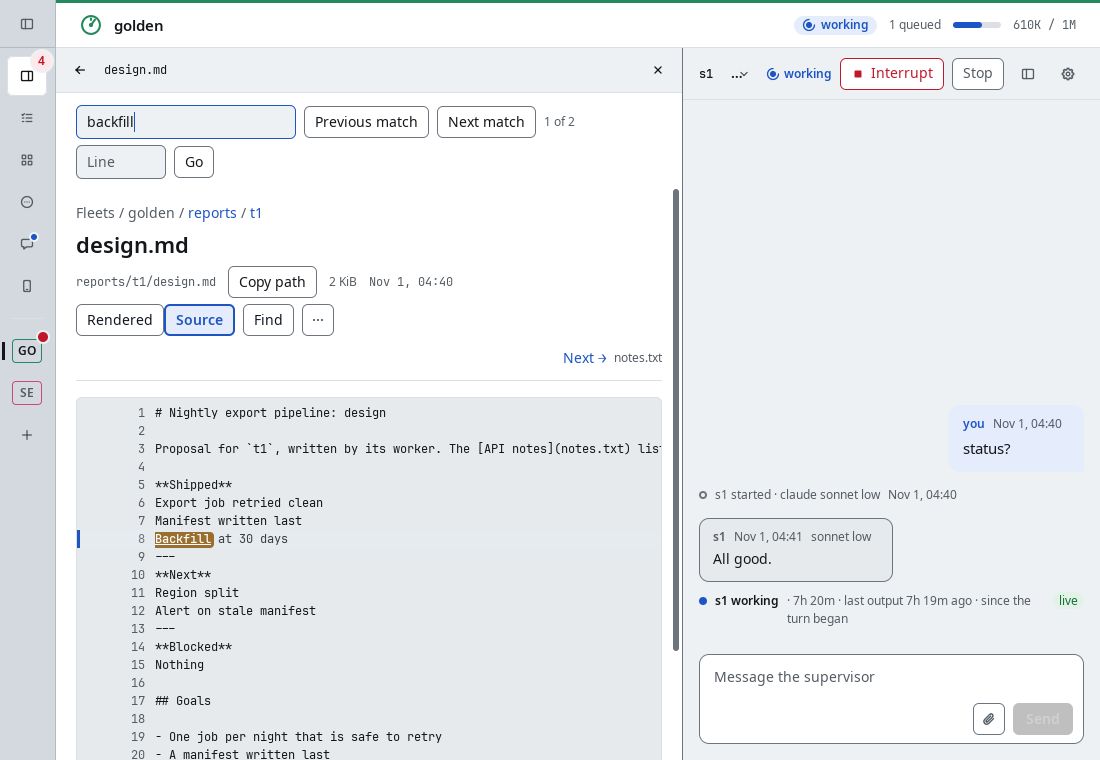 golden
working
1 queued
610K / 1M
4
GO
SE
design.md
backfill
Previous match
Next match
1 of 2
Line
Go
Fleets / golden / reports / t1
design.md
reports/t1/design.md
Copy path
2 KiB
Nov 1, 04:40
Rendered
Source
Find
Next → notes.txt
1 # Nightly export pipeline: design
2
3 Proposal for `t1`, written by its worker. The [API notes](notes.txt) list
4
5 **Shipped**
6 Export job retried clean
7 Manifest written last
8 Backfill at 30 days
9 ---
10 **Next**
11 Region split
12 Alert on stale manifest
13 ---
14 **Blocked**
15 Nothing
16
17 ## Goals
18
19 - One job per night that is safe to retry
20 - A manifest written last
s1
...
working
Interrupt
Stop
you Nov 1, 04:40
status?
s1 started · claude sonnet low Nov 1, 04:40
s1 Nov 1, 04:41 sonnet low
All good.
s1 working · 7h 20m · last output 7h 19m ago · since the
turn began
live
Message the supervisor
Send